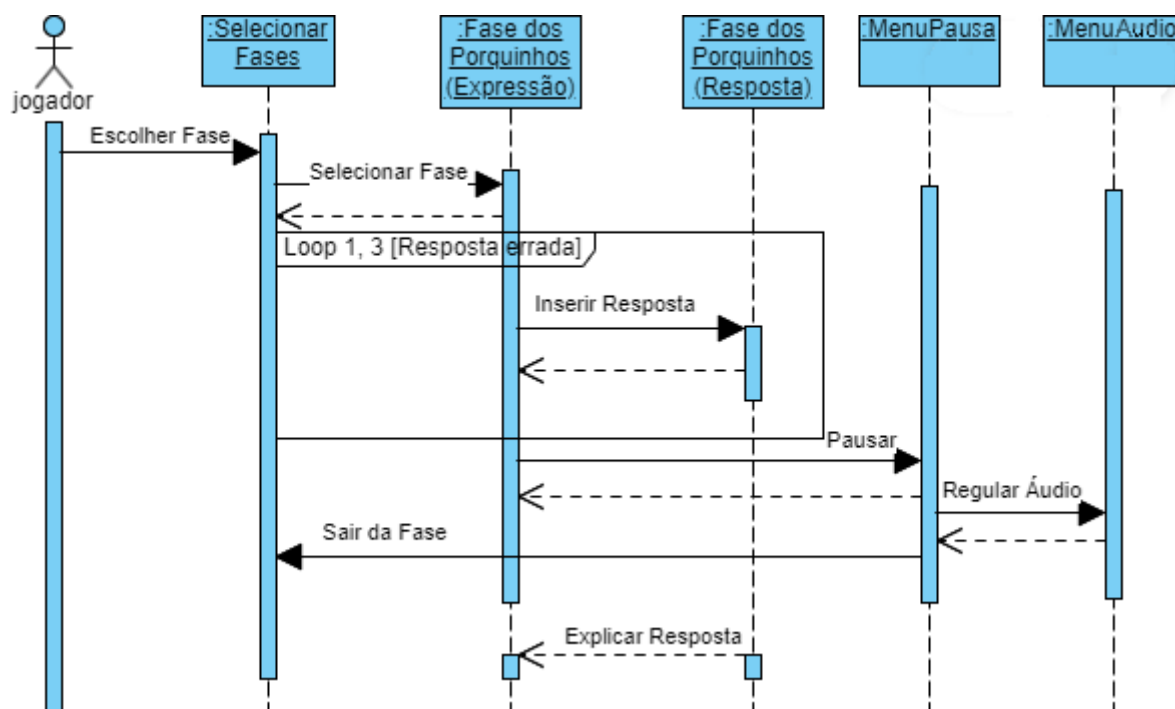 :Selecionar
Fases
:Fase dos
Porquinhos
(Expressão)
:Fase dos
Porquinhos
(Resposta)
:MenuPausa
:MenuAudio
jogador
Escolher Fase
Selecionar Fase
Loop 1, 3 [Resposta errada]
Inserir Resposta
Pausar
Regular Áudio
Sair da Fase
Explicar Resposta